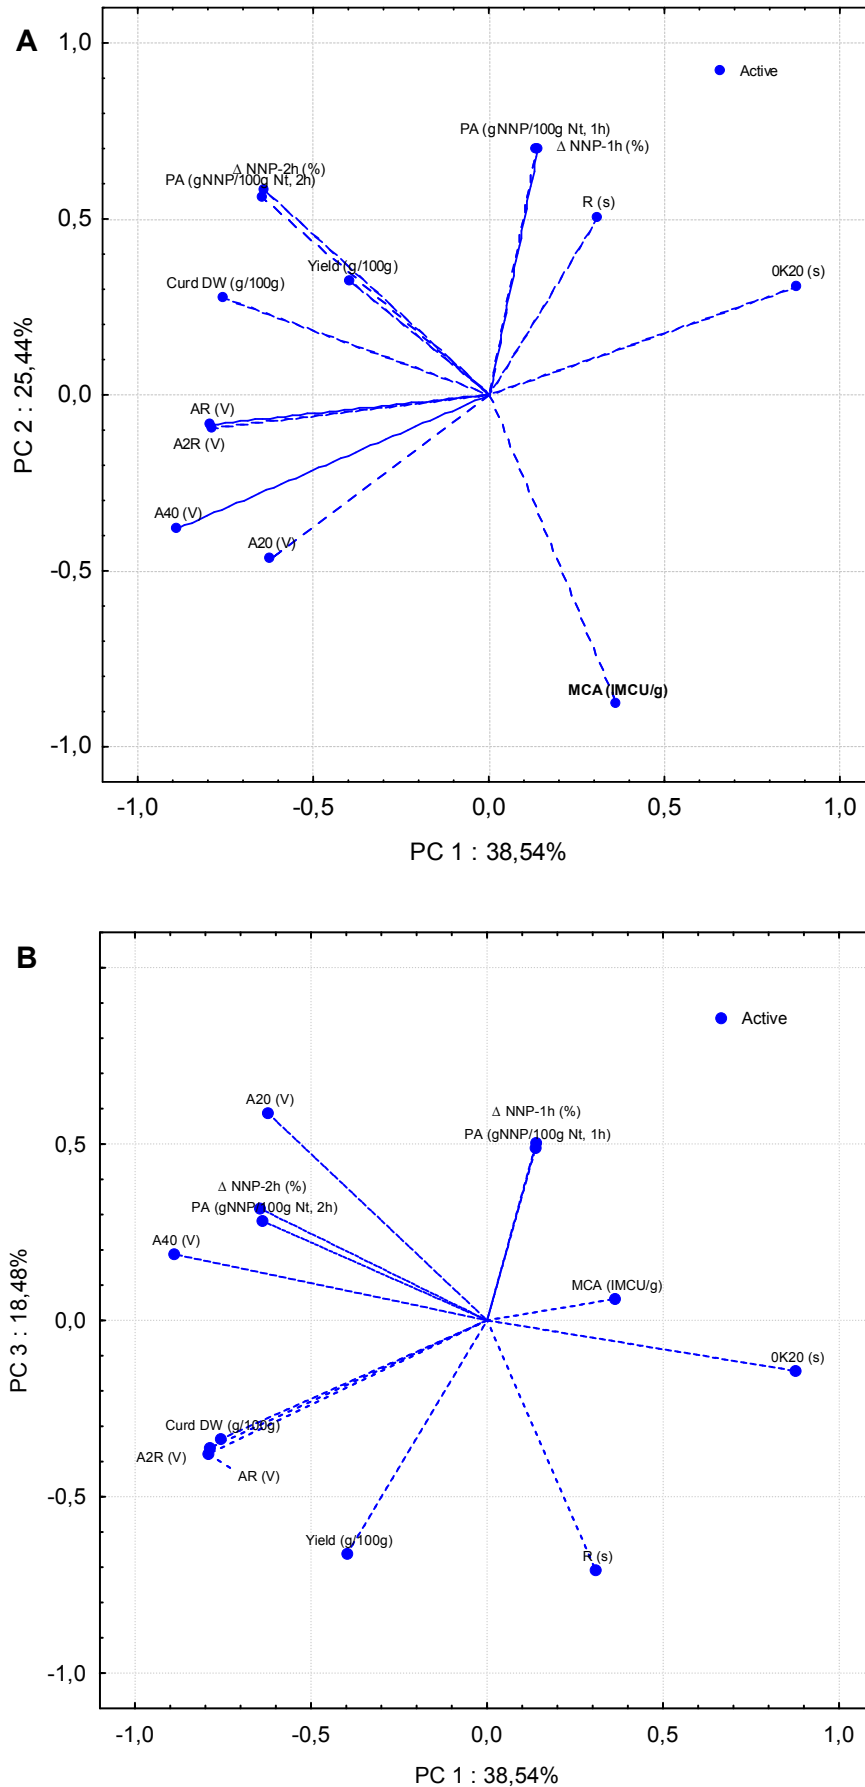 A
1,0
Active
PA (gNNP/100g Nt, 1h)
Δ NNP-1h (%)
Δ NNP-2h (%)
PA (gNNP/100g Nt, 2h)
R (s)
0,5
Yield (g/100g)
0K20 (s)
Curd DW (g/100g)
0,0
AR (V)
A2R (V)
A40 (V)
A20 (V)
-0,5
MCA (IMCU/g)
-1,0
PC 2 : 25,44%
-1,0 -0,5 0,0 0,5 1,0
PC 1 : 38,54%
B
Active
A20 (V)
Δ NNP-1h (%)
PA (gNNP/100g Nt, 1h)
0,5
Δ NNP-2h (%)
PA (gNNP/100g Nt, 2h)
A40 (V)
MCA (IMCU/g)
0,0
0K20 (s)
Curd DW (g/100g)
A2R (V)
AR (V)
-0,5
Yield (g/100g)
R (s)
-1,0
PC 3 : 18,48%
-1,0 -0,5 0,0 0,5 1,0
PC 1 : 38,54%